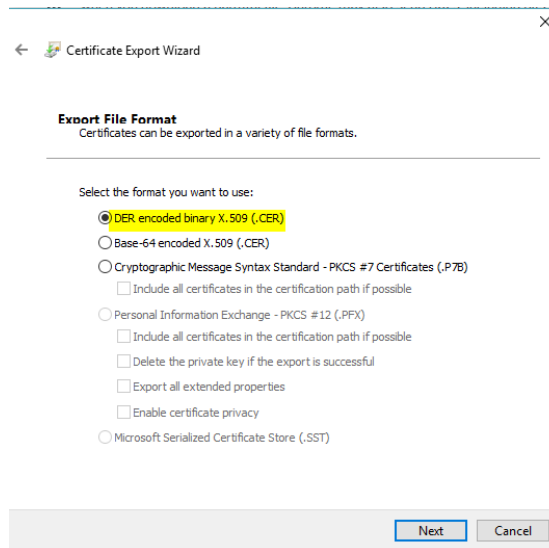 Certificate Export Wizard
Export File Format
Certificates can be exported in a variety of file formats.
Select the format you want to use:
DER encoded binary X.509 (.CER)
Base-64 encoded X.509 (.CER)
Cryptographic Message Syntax Standard - PKCS #7 Certificates (.P7B)
Include all certificates in the certification path if possible
Personal Information Exchange - PKCS #12 (.PFX)
Include all certificates in the certification path if possible
Delete the private key if the export is successful
Export all extended properties
Enable certificate privacy
Microsoft Serialized Certificate Store (.SST)
Next Cancel